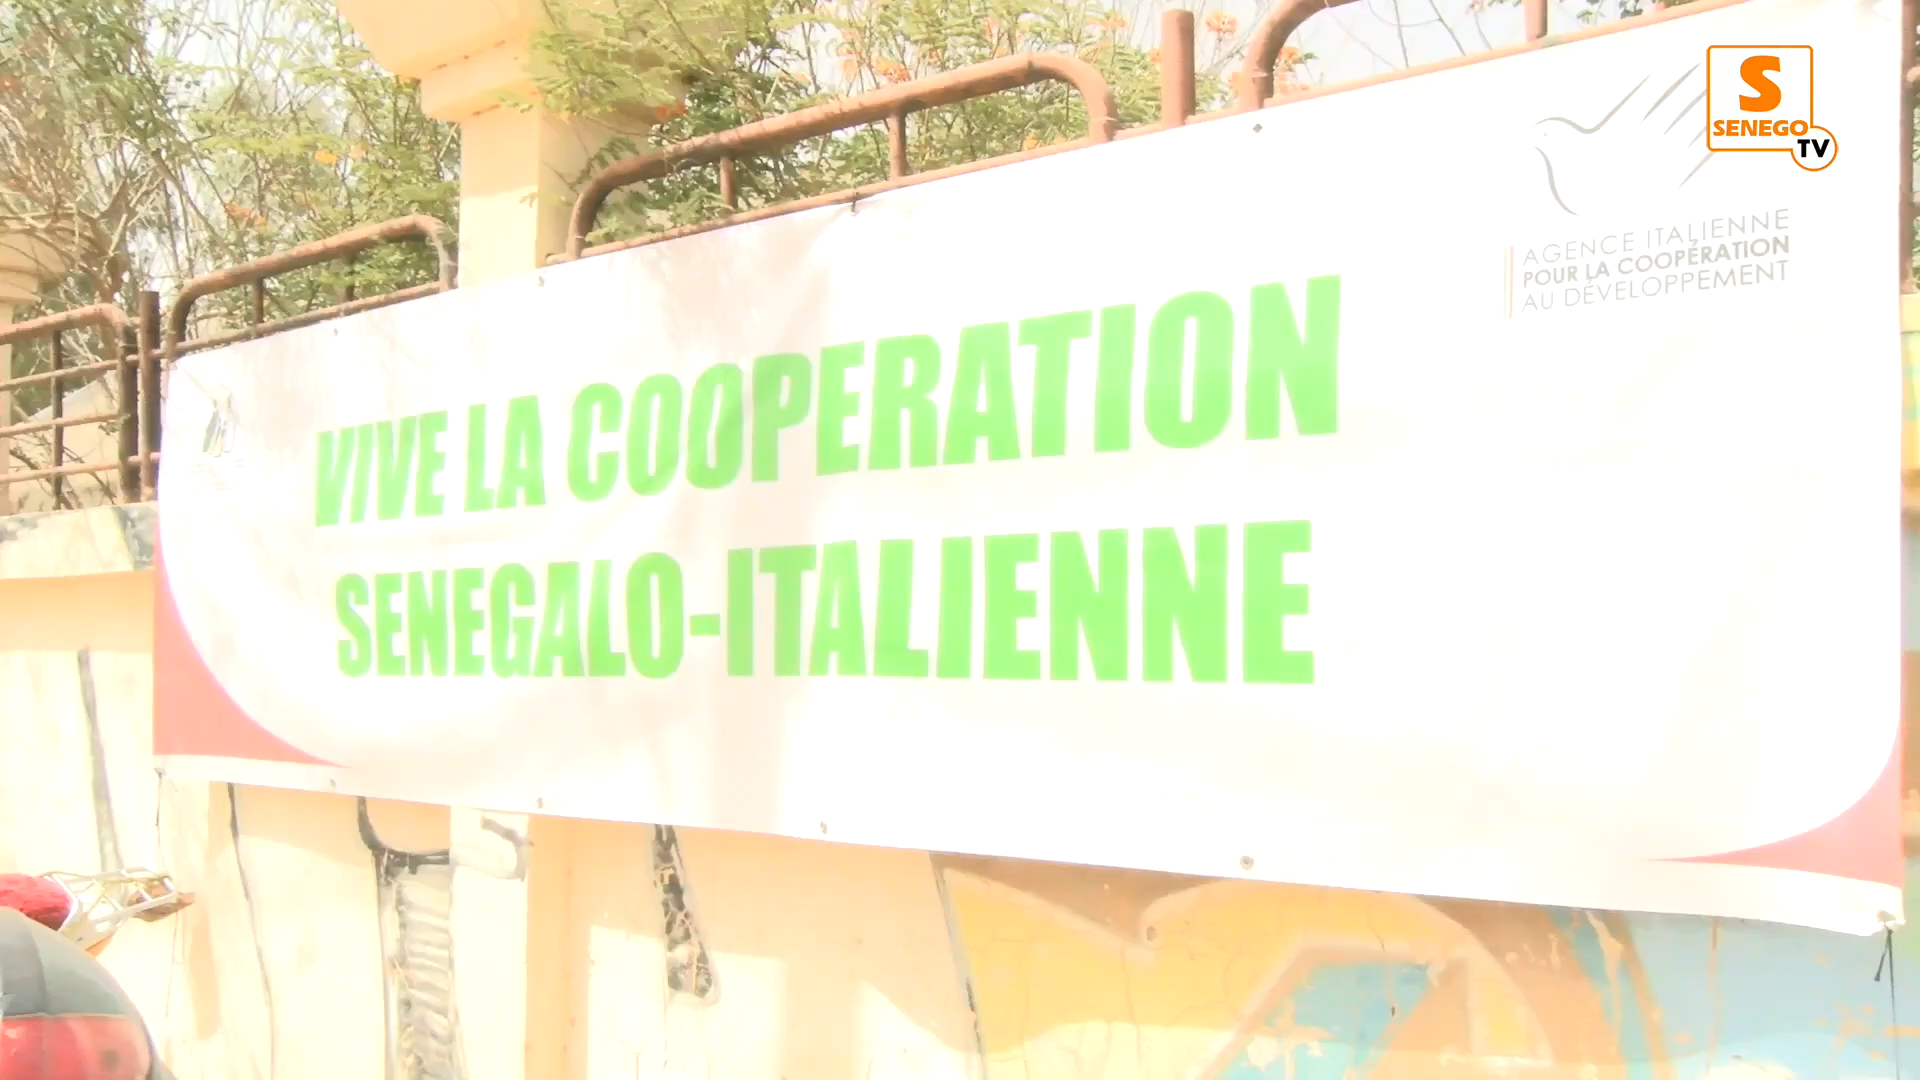 S
SENEGO
TV
AGENCE ITALIENNE
POUR LA COOPÉRATION
AU DÉVELOPPEMENT
VIVE LA COOPERATION
SENEGALO-ITALIENNE